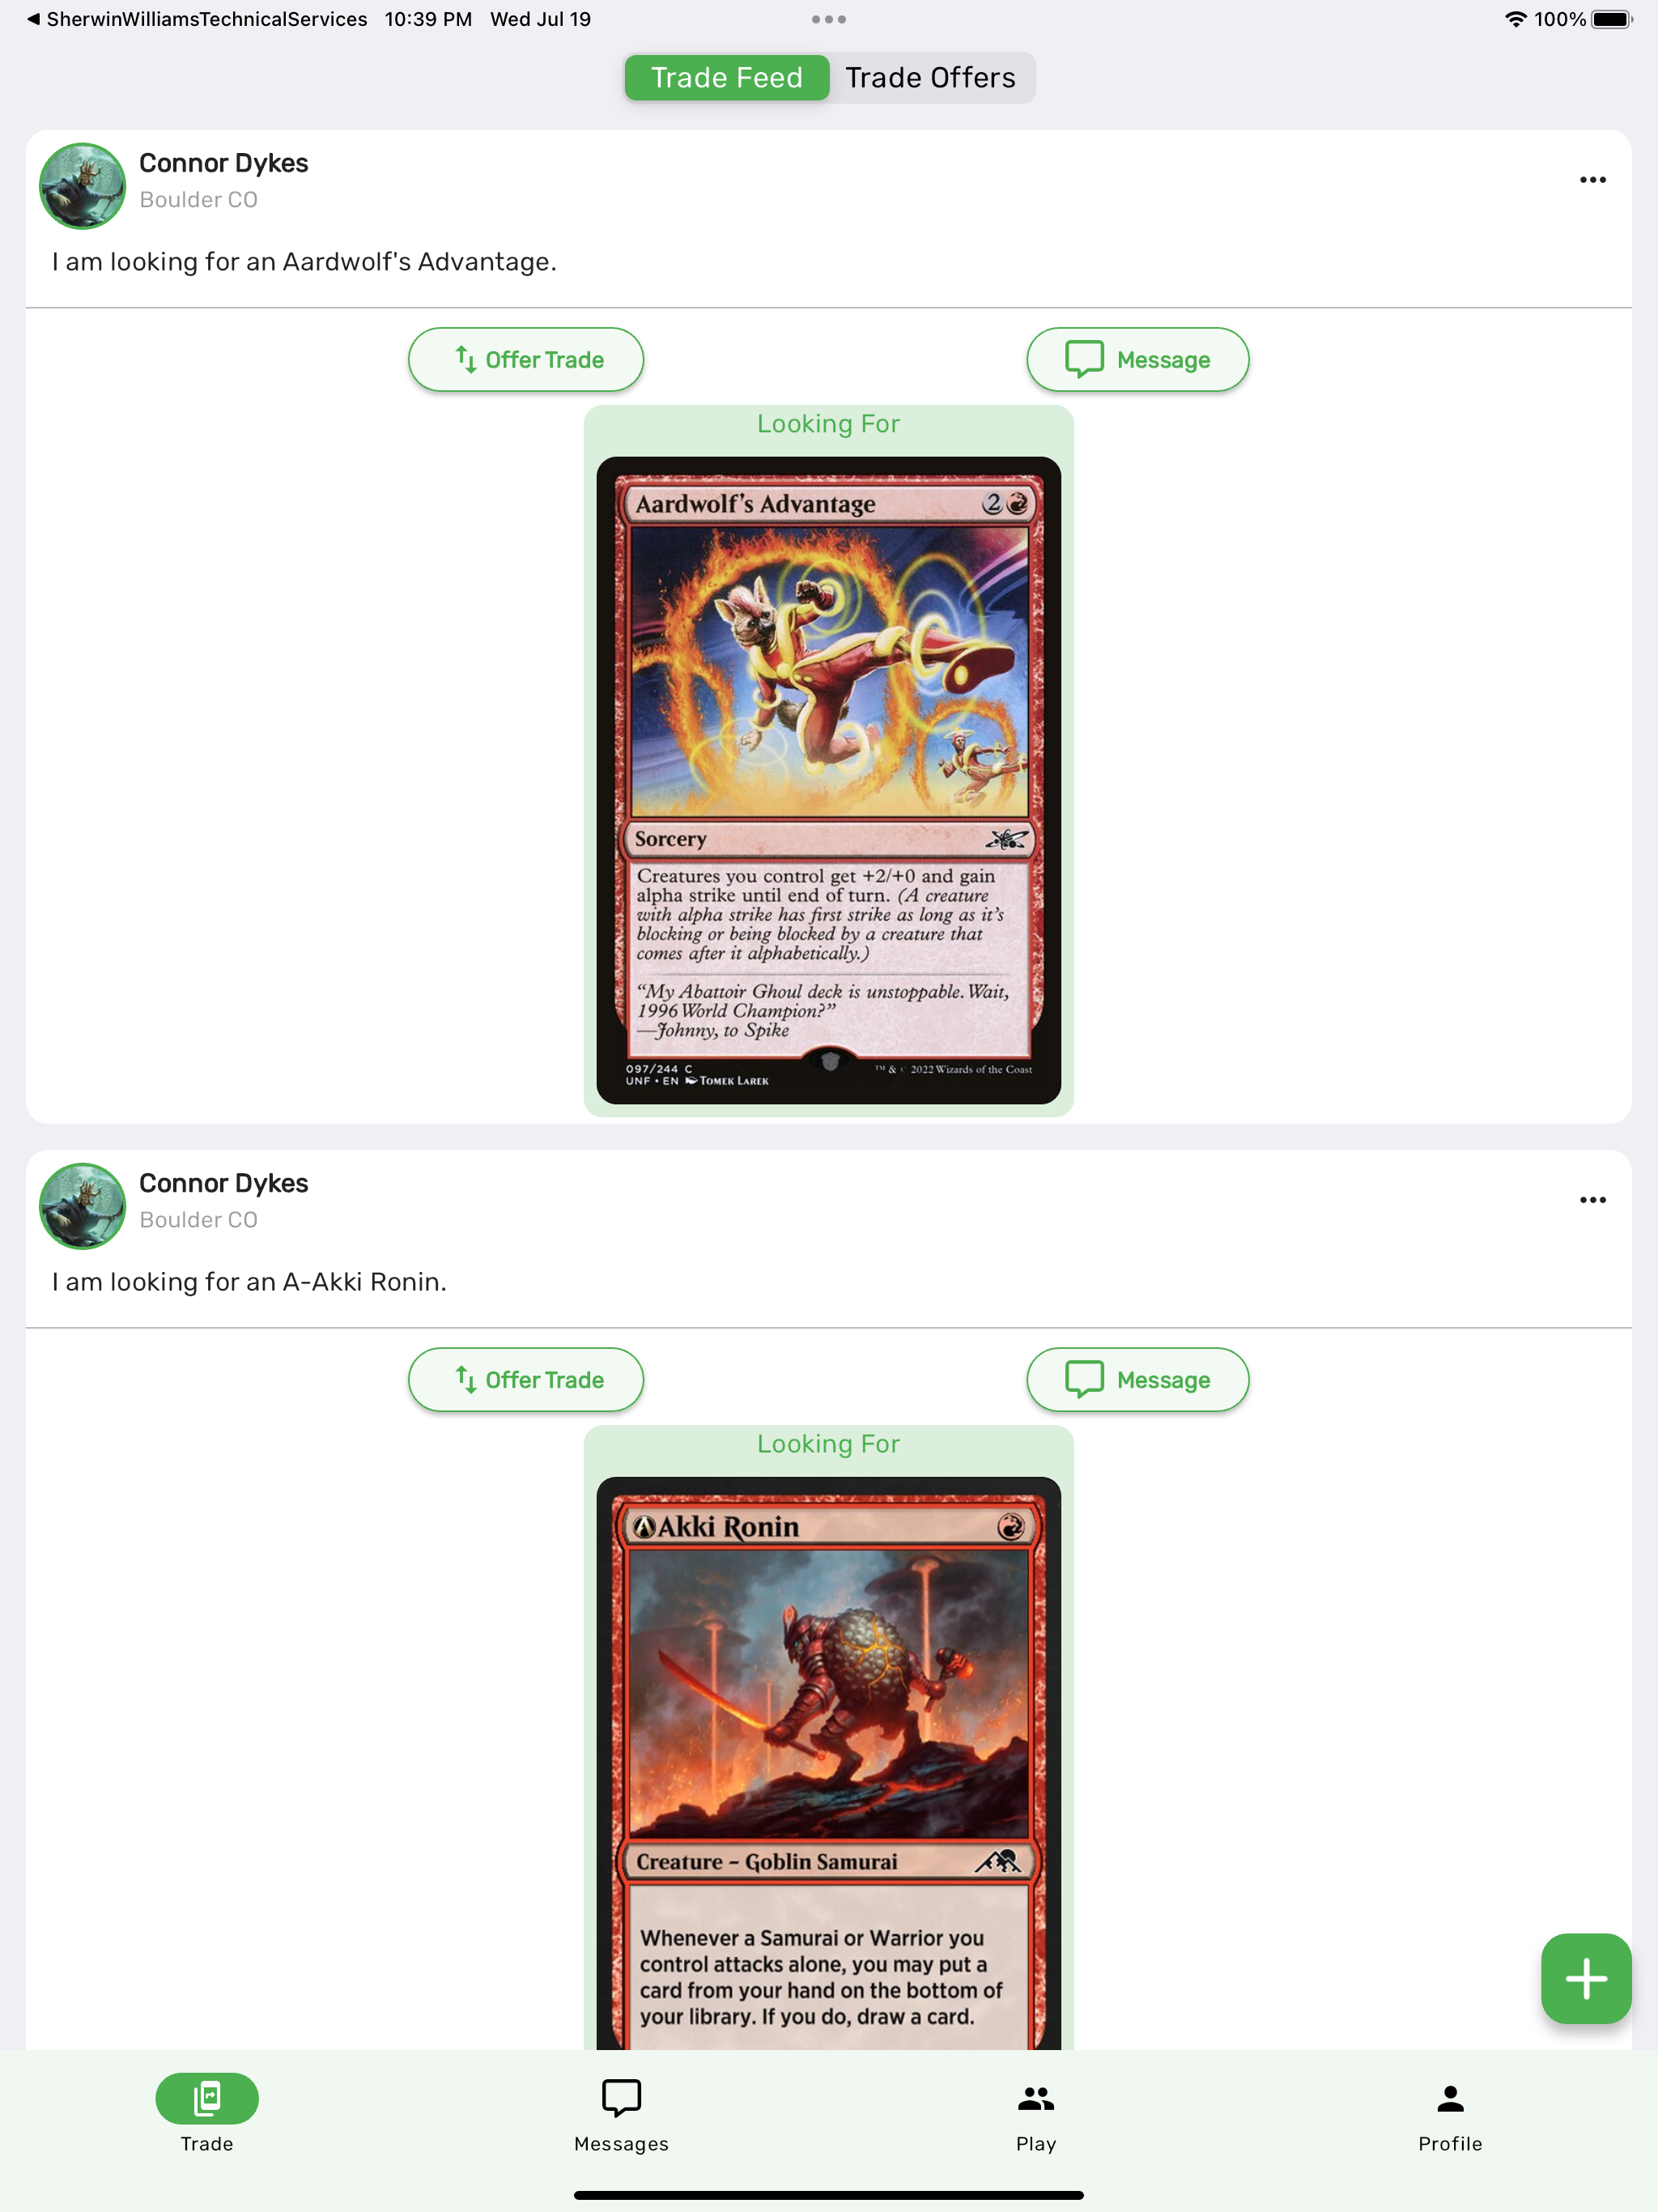 SherwinWilliamsTechnicalServices 10:39 PM Wed Jul 19 100%
Trade Feed Trade Offers
Connor Dykes
Boulder CO
I am looking for an Aardwolf's Advantage.
Offer Trade Message
Looking For
Aardwolf's Advantage 2
Sorcery
Creatures you control get +2/+0 and gain
alpha strike until end of turn. (A creature
with alpha strike has first strike as long as it's
blocking or being blocked by a creature that
comes after it alphabetically.)
“My Abattoir Ghoul deck is unstoppable. Wait,
1996 World Champion?”
—Johnny, to Spike
097/244 C
UNF • EN Tomek Larek
™ & © 2022 Wizards of the Coast
Connor Dykes
Boulder CO
I am looking for an A-Akki Ronin.
Offer Trade Message
Looking For
Akki Ronin
Creature – Goblin Samurai
Whenever a Samurai or Warrior you
control attacks alone, you may put a
card from your hand on the bottom of
your library. If you do, draw a card.
Trade Messages Play Profile